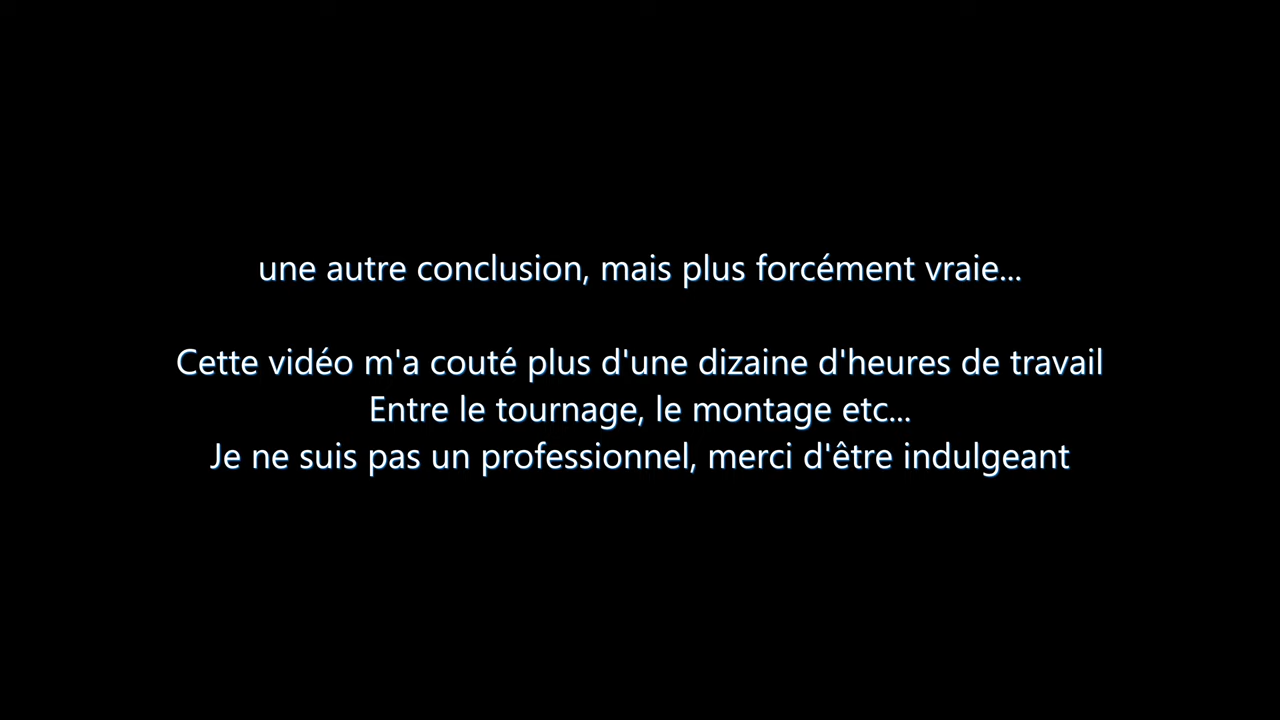 une autre conclusion, mais plus forcément vraie...
Cette vidéo m'a couté plus d'une dizaine d'heures de travail
Entre le tournage, le montage etc...
Je ne suis pas un professionnel, merci d'être indulgeant